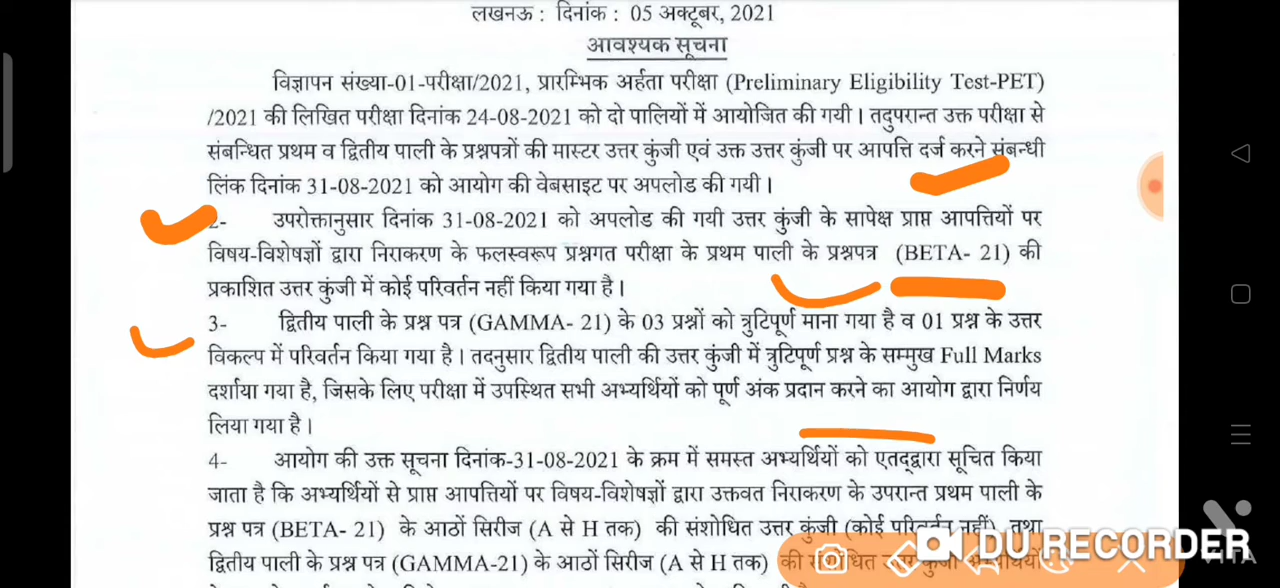 लखनऊ : दिनांक : 05 अक्टूबर, 2021
आवश्यक सूचना
विज्ञापन संख्या-01-परीक्षा/2021, प्रारम्भिक अर्हता परीक्षा (Preliminary Eligibility Test-PET)
/2021 की लिखित परीक्षा दिनांक 24-08-2021 को दो पालियों में आयोजित की गयी। तदुपरान्त उक्त परीक्षा से
संबन्धित प्रथम व द्वितीय पाली के प्रश्नपत्रों की मास्टर उत्तर कुंजी एवं उक्त उत्तर कुंजी पर आपत्ति दर्ज करने संबन्धी
लिंक दिनांक 31-08-2021 को आयोग की वेबसाइट पर अपलोड की गयी।
2- उपरोक्तानुसार दिनांक 31-08-2021 को अपलोड की गयी उत्तर कुंजी के सापेक्ष प्राप्त आपत्तियों पर
विषय-विशेषज्ञों द्वारा निराकरण के फलस्वरूप प्रश्नगत परीक्षा के प्रथम पाली के प्रश्नपत्र (BETA- 21) की
प्रकाशित उत्तर कुंजी में कोई परिवर्तन नहीं किया गया है।
3- द्वितीय पाली के प्रश्न पत्र (GAMMA- 21) के 03 प्रश्नों को त्रुटिपूर्ण माना गया है व 01 प्रश्न के उत्तर
विकल्प में परिवर्तन किया गया है। तदनुसार द्वितीय पाली की उत्तर कुंजी में त्रुटिपूर्ण प्रश्न के सम्मुख Full Marks
दर्शाया गया है, जिसके लिए परीक्षा में उपस्थित सभी अभ्यर्थियों को पूर्ण अंक प्रदान करने का आयोग द्वारा निर्णय
लिया गया है।
4- आयोग की उक्त सूचना दिनांक-31-08-2021 के क्रम में समस्त अभ्यर्थियों को एतद्द्वारा सूचित किया
जाता है कि अभ्यर्थियों से प्राप्त आपत्तियों पर विषय-विशेषज्ञों द्वारा उक्तवत निराकरण के उपरान्त प्रथम पाली के
प्रश्न पत्र (BETA- 21) के आठों सिरीज (A से H तक) की संशोधित उत्तर कुंजी (कोई परिवर्तन नहीं) तथा
DU RECORDER
द्वितीय पाली के प्रश्न पत्र (GAMMA-21) के आठों सिरीज (A से H तक) की संशोधित उत्तर कुंजी
VITA